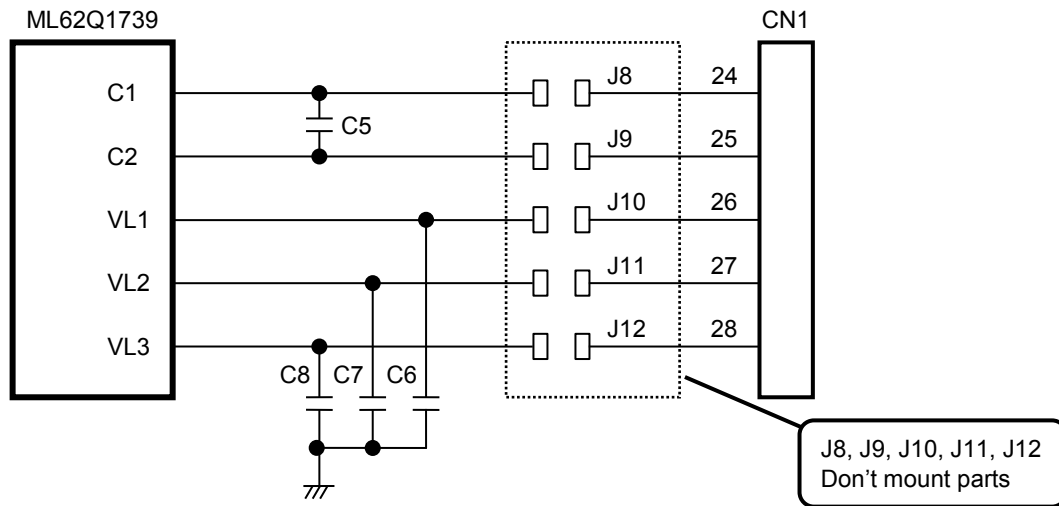 ML62Q1739
CN1
C1
J8
24
C5
C2
J9
25
VL1
J10
26
VL2
J11
27
VL3
J12
28
C8
C7
C6
J8, J9, J10, J11, J12
Don’t mount parts